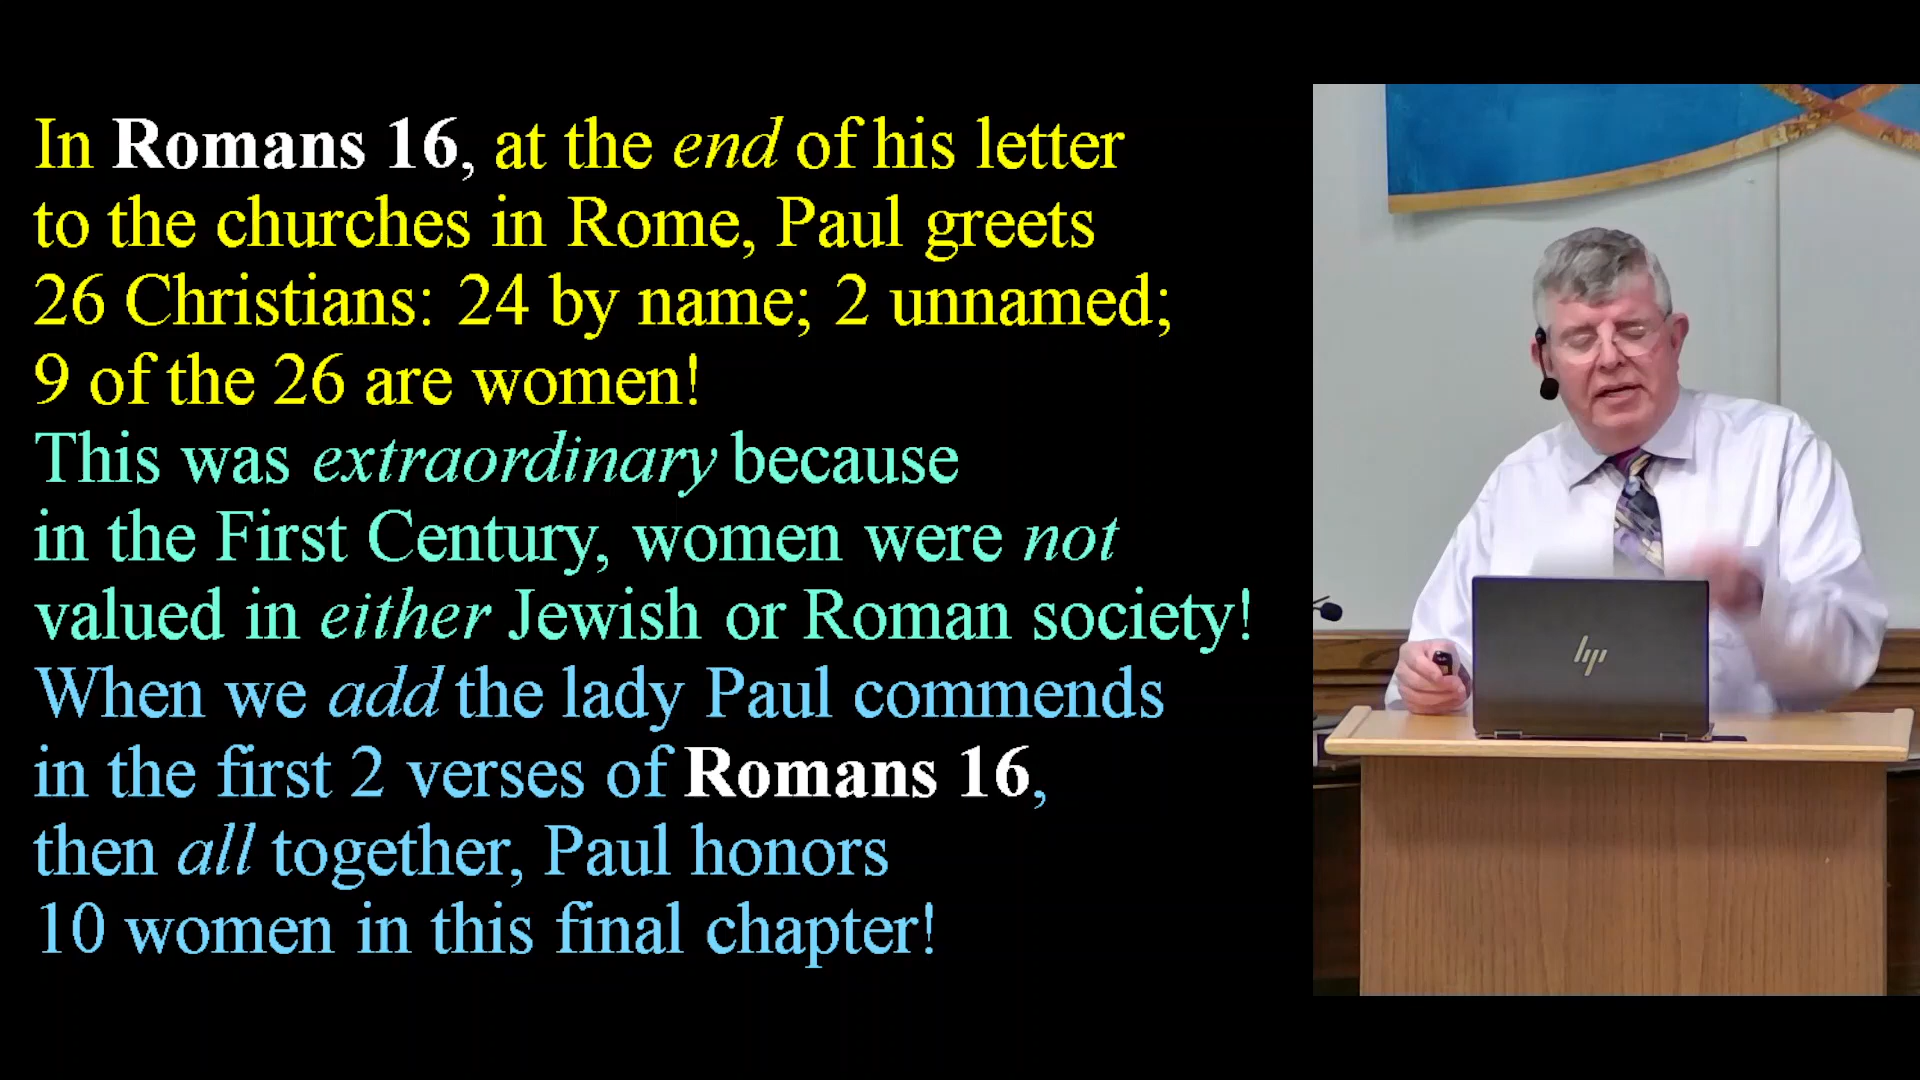 In Romans 16, at the end of his letter
to the churches in Rome, Paul greets
26 Christians: 24 by name; 2 unnamed;
9 of the 26 are women!
This was extraordinary because
in the First Century, women were not
valued in either Jewish or Roman society!
When we add the lady Paul commends
in the first 2 verses of Romans 16,
then all together, Paul honors
10 women in this final chapter!
hp